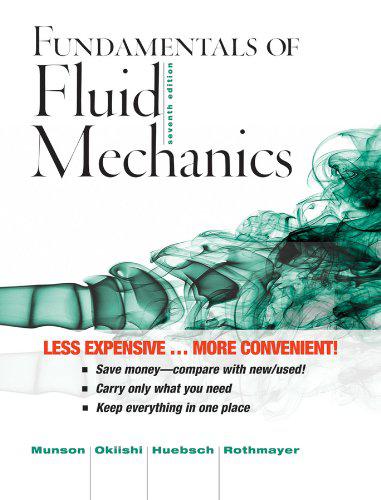 FUNDAMENTALS OF
Fluid
seventh edition
Mechanics
LESS EXPENSIVE ... MORE CONVENIENT!
■ Save money—compare with new/used!
■ Carry only what you need
■ Keep everything in one place
Munson | Okiishi | Huebsch | Rothmayer